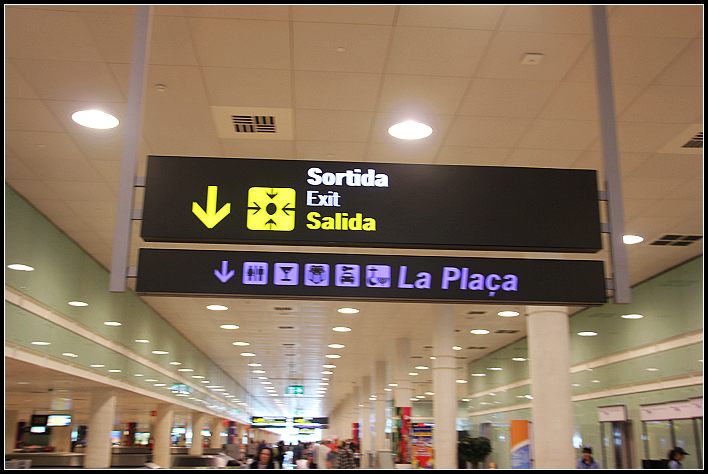 Sortida
Exit
Salida
La Plaça